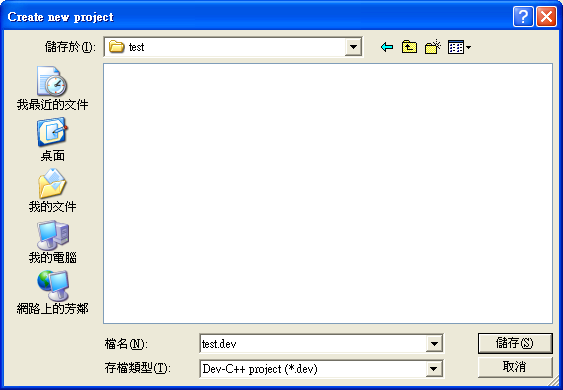 Create new project
儲存於(I):
test
我最近的文件
桌面
我的文件
我的電腦
網路上的芳鄰
檔名(N):
test.dev
儲存(S)
存檔類型(T):
Dev-C++ project (*.dev)
取消